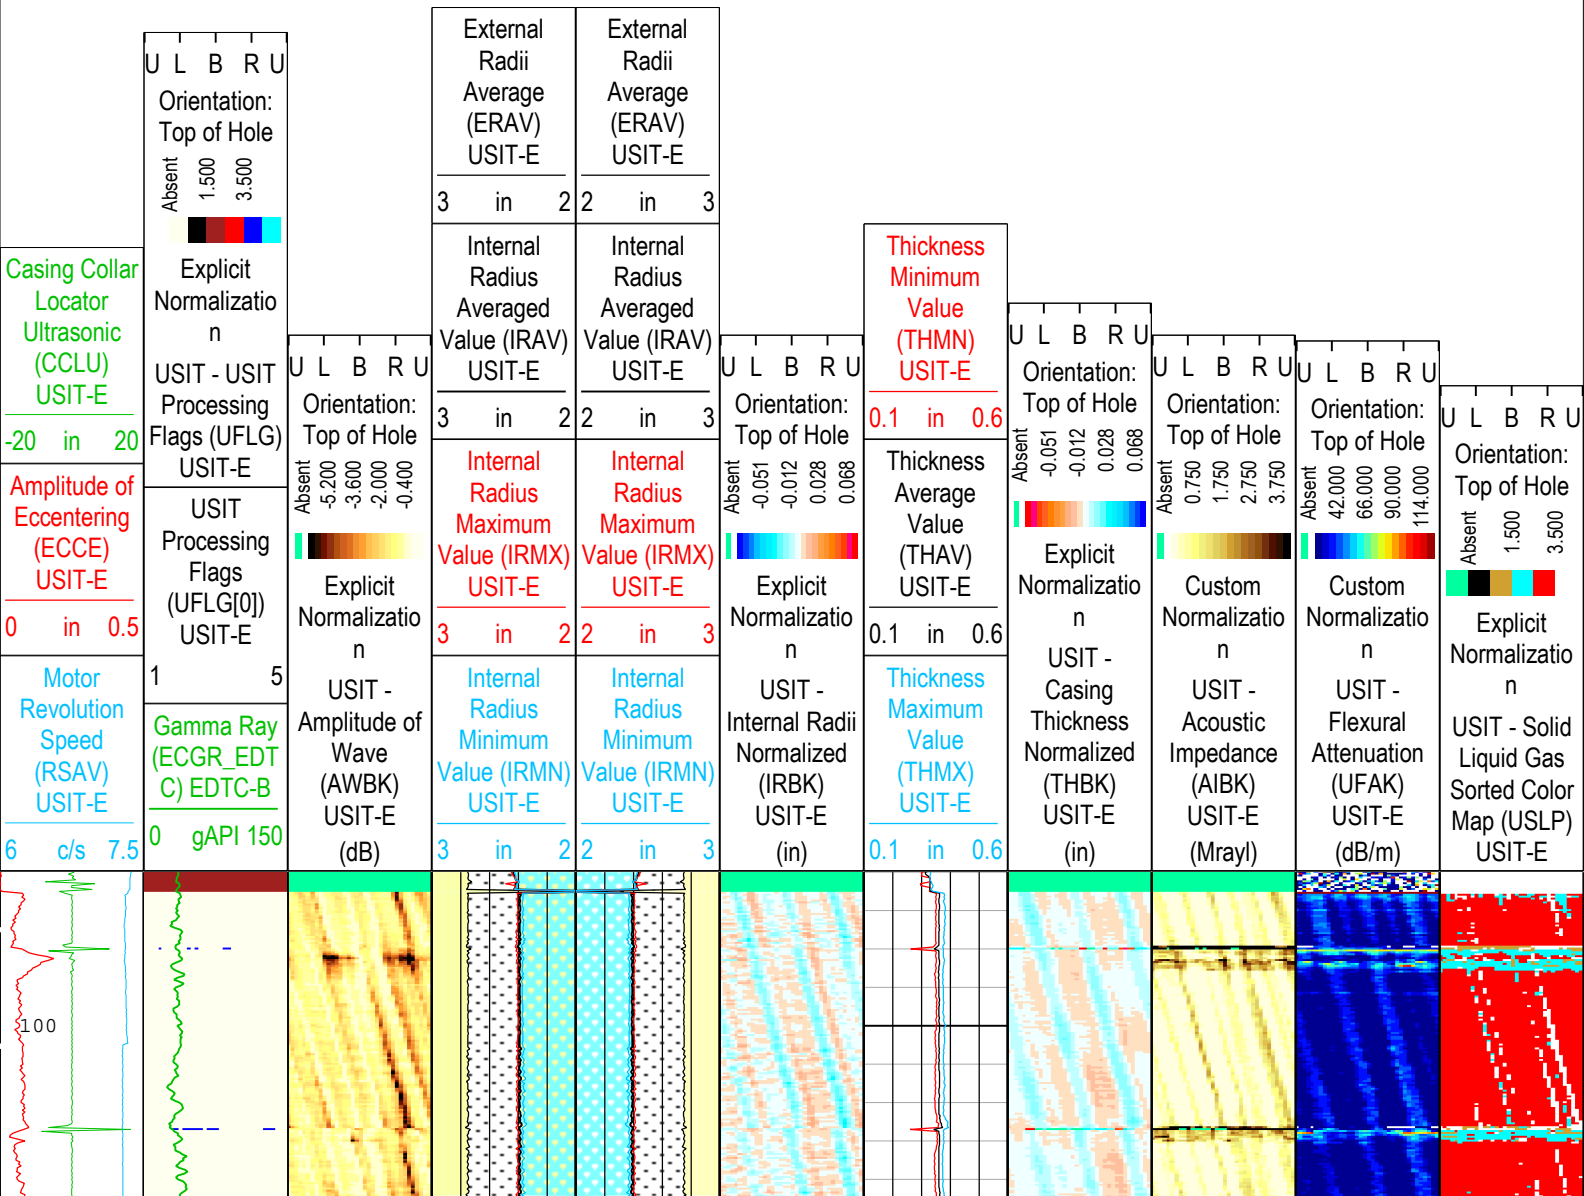 Casing Collar
Locator
Ultrasonic
(CCLU)
USIT-E
-20 in 20
Amplitude of
Eccentering
(ECCE)
USIT-E
0 in 0.5
Motor
Revolution
Speed
(RSAV)
USIT-E
6 c/s 7.5
U L B R U
Orientation:
Top of Hole
Absent 1.500 3.500
Explicit
Normalizatio
n
USIT - USIT
Processing
Flags (UFLG)
USIT-E
USIT
Processing
Flags
(UFLG[0])
USIT-E
1 5
Gamma Ray
(ECGR_EDT
C) EDTC-B
0 gAPI 150
U L B R U
Orientation:
Top of Hole
Absent -5.200 -3.600 -2.000 -0.400
Explicit
Normalizatio
n
USIT -
Amplitude of
Wave
(AWBK)
USIT-E
(dB)
External
Radii
Average
(ERAV)
USIT-E
3 in 2
Internal
Radius
Averaged
Value (IRAV)
USIT-E
3 in 2
Internal
Radius
Maximum
Value (IRMX)
USIT-E
3 in 2
Internal
Radius
Minimum
Value (IRMN)
USIT-E
3 in 2
External
Radii
Average
(ERAV)
USIT-E
2 in 3
Internal
Radius
Averaged
Value (IRAV)
USIT-E
2 in 3
Internal
Radius
Maximum
Value (IRMX)
USIT-E
2 in 3
Internal
Radius
Minimum
Value (IRMN)
USIT-E
2 in 3
U L B R U
Orientation:
Top of Hole
Absent -0.051 -0.012 0.028 0.068
Explicit
Normalizatio
n
USIT -
Internal Radii
Normalized
(IRBK)
USIT-E
(in)
Thickness
Minimum
Value
(THMN)
USIT-E
0.1 in 0.6
Thickness
Average
Value
(THAV)
USIT-E
0.1 in 0.6
Thickness
Maximum
Value
(THMX)
USIT-E
0.1 in 0.6
U L B R U
Orientation:
Top of Hole
Absent -0.051 -0.012 0.028 0.068
Explicit
Normalizatio
n
USIT -
Casing
Thickness
Normalized
(THBK)
USIT-E
(in)
U L B R U
Orientation:
Top of Hole
Absent 0.750 1.750 2.750 3.750
Custom
Normalizatio
n
USIT -
Acoustic
Impedance
(AIBK)
USIT-E
(Mrayl)
U L B R U
Orientation:
Top of Hole
Absent 42.000 66.000 90.000 114.000
Custom
Normalizatio
n
USIT -
Flexural
Attenuation
(UFAK)
USIT-E
(dB/m)
U L B R U
Orientation:
Top of Hole
Absent 1.500 3.500
Explicit
Normalizatio
n
USIT - Solid
Liquid Gas
Sorted Color
Map (USLP)
USIT-E
100